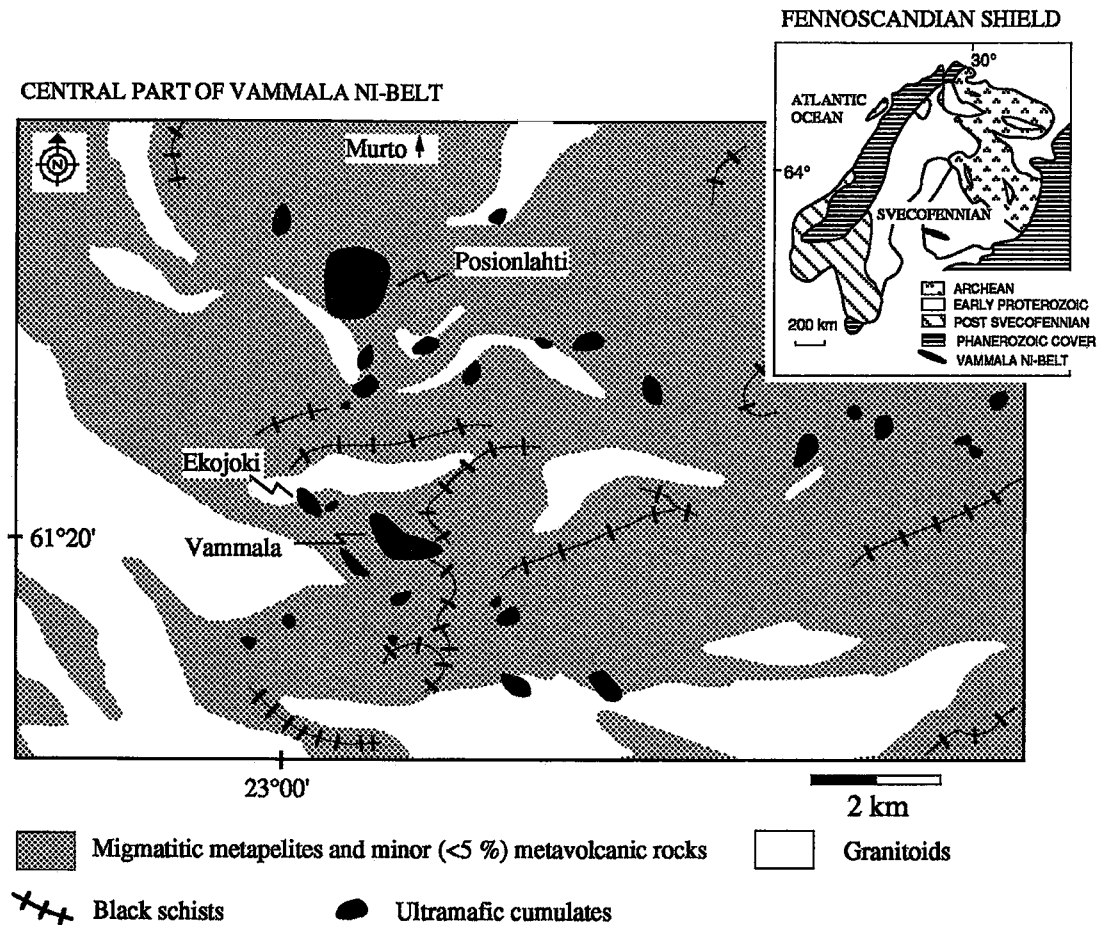 FENNOSCANDIAN SHIELD
30°
ATLANTIC
OCEAN
64°
SVECOFENNIAN
ARCHEAN
EARLY PROTEROZOIC
POST SVECOFENNIAN
PHANEROZOIC COVER
VAMMALA NI-BELT
200 km
CENTRAL PART OF VAMMALA NI-BELT
N
Murto
Posionlahti
Ekojoki
61°20'
Vammala
23°00'
2 km
Migmatitic metapelites and minor (<5 %) metavolcanic rocks
Granitoids
Black schists
Ultramafic cumulates